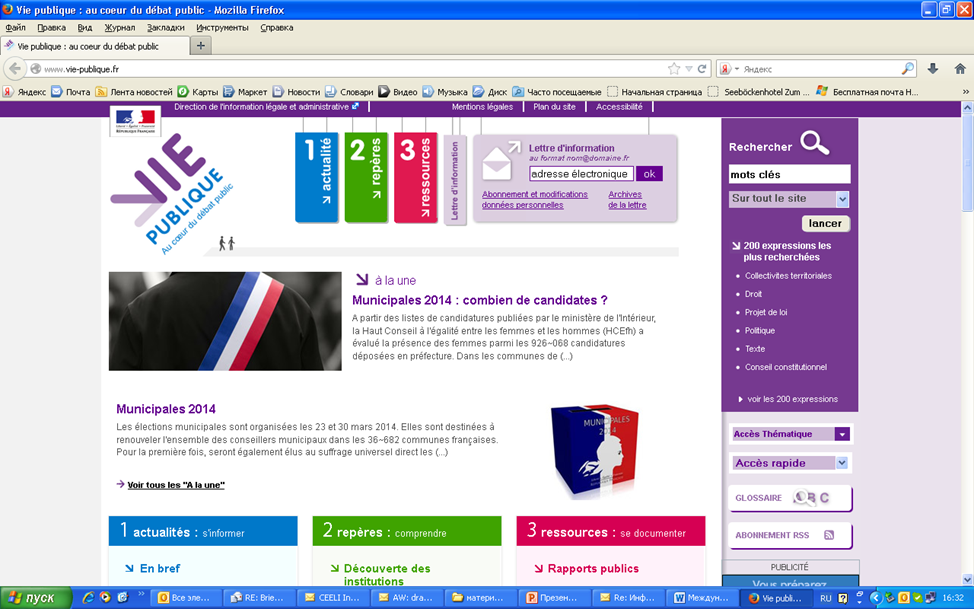 Vie publique : au coeur du débat public - Mozilla Firefox
Файл Правка Вид Журнал Закладки Инструменты Справка
Vie publique : au coeur du débat public
www.vie-publique.fr
Яндекс
Яндекс Почта Лента новостей Карты Маркет Новости Словари Видео Музыка Диск Часто посещаемые Начальная страница Seeböckenhotel Zum ... Бесплатная почта H...
Direction de l'information légale et administrative
Mentions légales Plan du site Accessibilité
RÉPUBLIQUE FRANÇAISE
VIE
PUBLIQUE
Au cœur du débat public
1 actualité
2 repères
3 ressources
Lettre d'information
Lettre d'information
au format nom@domaine.fr
adresse électronique ok
Abonnement et modifications
données personnelles
Archives
de la lettre
Rechercher
mots clés
Sur tout le site
lancer
200 expressions les
plus recherchées
Collectivites territoriales
Droit
Projet de loi
Politique
Texte
Conseil constitutionnel
voir les 200 expressions
à la une
Municipales 2014 : combien de candidates ?
A partir des listes de candidatures publiées par le ministère de l'Intérieur,
la Haut Conseil à l'égalité entre les femmes et les hommes (HCEfh) a
évalué la présence des femmes parmi les 926~068 candidatures
déposées en préfecture. Dans les communes de (...)
Municipales 2014
Les élections municipales sont organisées les 23 et 30 mars 2014. Elles sont destinées à
renouveler l'ensemble des conseillers municipaux dans les 36~682 communes françaises.
Pour la première fois, seront également élus au suffrage universel direct les (...)
MUNICIPALES
2014
Voir tous les "A la une"
Accès Thématique
Accès rapide
GLOSSAIRE ABC
ABONNEMENT RSS
PUBLICITÉ
Vous préparez
1 actualités : s'informer
En bref
2 repères : comprendre
Découverte des
institutions
3 ressources : se documenter
Rapports publics
пуск
Все эле... RE: Brie... CEELI In... AW: dra... матери... Презен... Re: Инф... Междун... Vie publi...
RU
16:32